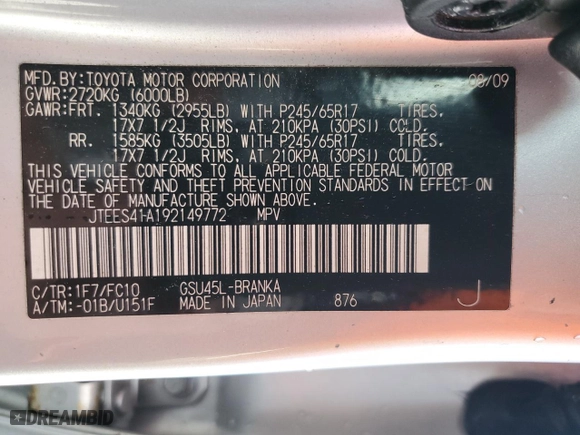 MFD.BY:TOYOTA MOTOR CORPORATION 08/09
GVWR:2720KG (6000LB)
GAWR:FRT. 1340KG (2955LB) WITH P245/65R17 TIRES,
17X7 1/2J RIMS, AT 210KPA (30PSI) COLD.
RR. 1585KG (3505LB) WITH P245/65R17 TIRES,
17X7 1/2J RIMS, AT 210KPA (30PSI) COLD.
THIS VEHICLE CONFORMS TO ALL APPLICABLE FEDERAL MOTOR
VEHICLE SAFETY AND THEFT PREVENTION STANDARDS IN EFFECT ON
THE DATE OF MANUFACTURE SHOWN ABOVE.
JTEES41A192149772 MPV
C/TR:1F7/FC10 GSU45L-BRANKA
A/TM:-01B/U151F MADE IN JAPAN 876 J
DREAMBID